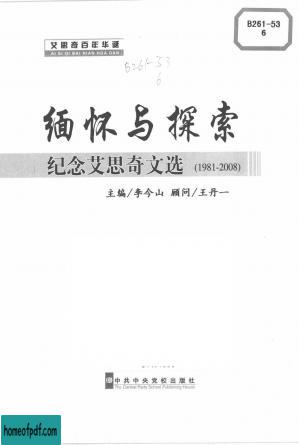 B261-53
6
艾思奇百年华诞
AI SI QI BAI NIAN HUA DAN
B261-53
6
缅怀与探索
纪念艾思奇文选 (1981-2008)
主编/李今山 顾问/王丹一
中共中央党校出版社
The Central Party School Publishing House
homeofpdf.com